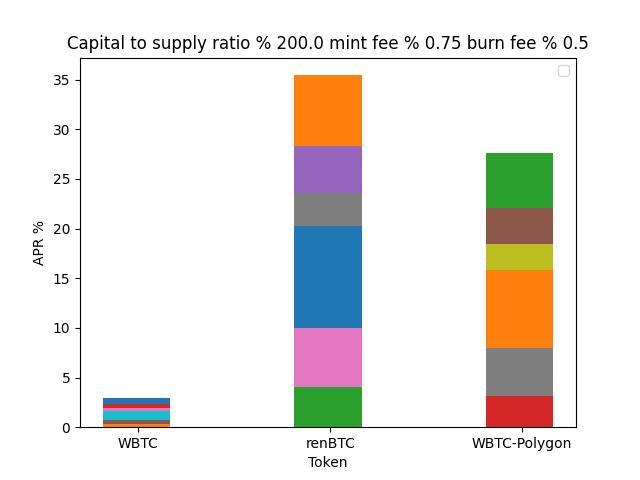 Capital to supply ratio % 200.0 mint fee % 0.75 burn fee % 0.5
APR %
35
30
25
20
15
10
5
0
WBTC renBTC WBTC-Polygon
Token